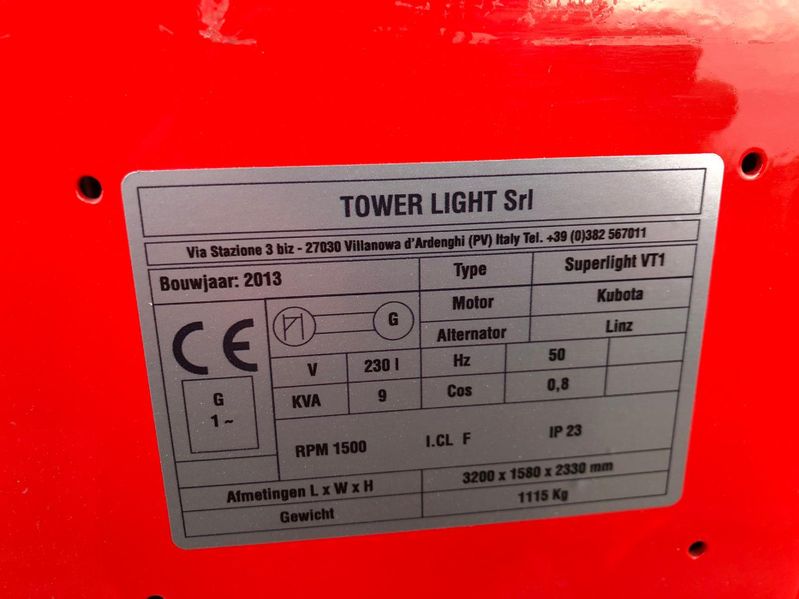 TOWER LIGHT Srl
Via Stazione 3 biz - 27030 Villanowa d'Ardenghi (PV) Italy Tel. +39 (0)382 567011
Bouwjaar: 2013 Type Superlight VT1
Motor Kubota
G
Alternator Linz
CE
V 230 I Hz 50
KVA 9 Cos 0,8
G
1 ~
RPM 1500 I.CL F IP 23
Afmetingen L x W x H 3200 x 1580 x 2330 mm
Gewicht 1115 Kg